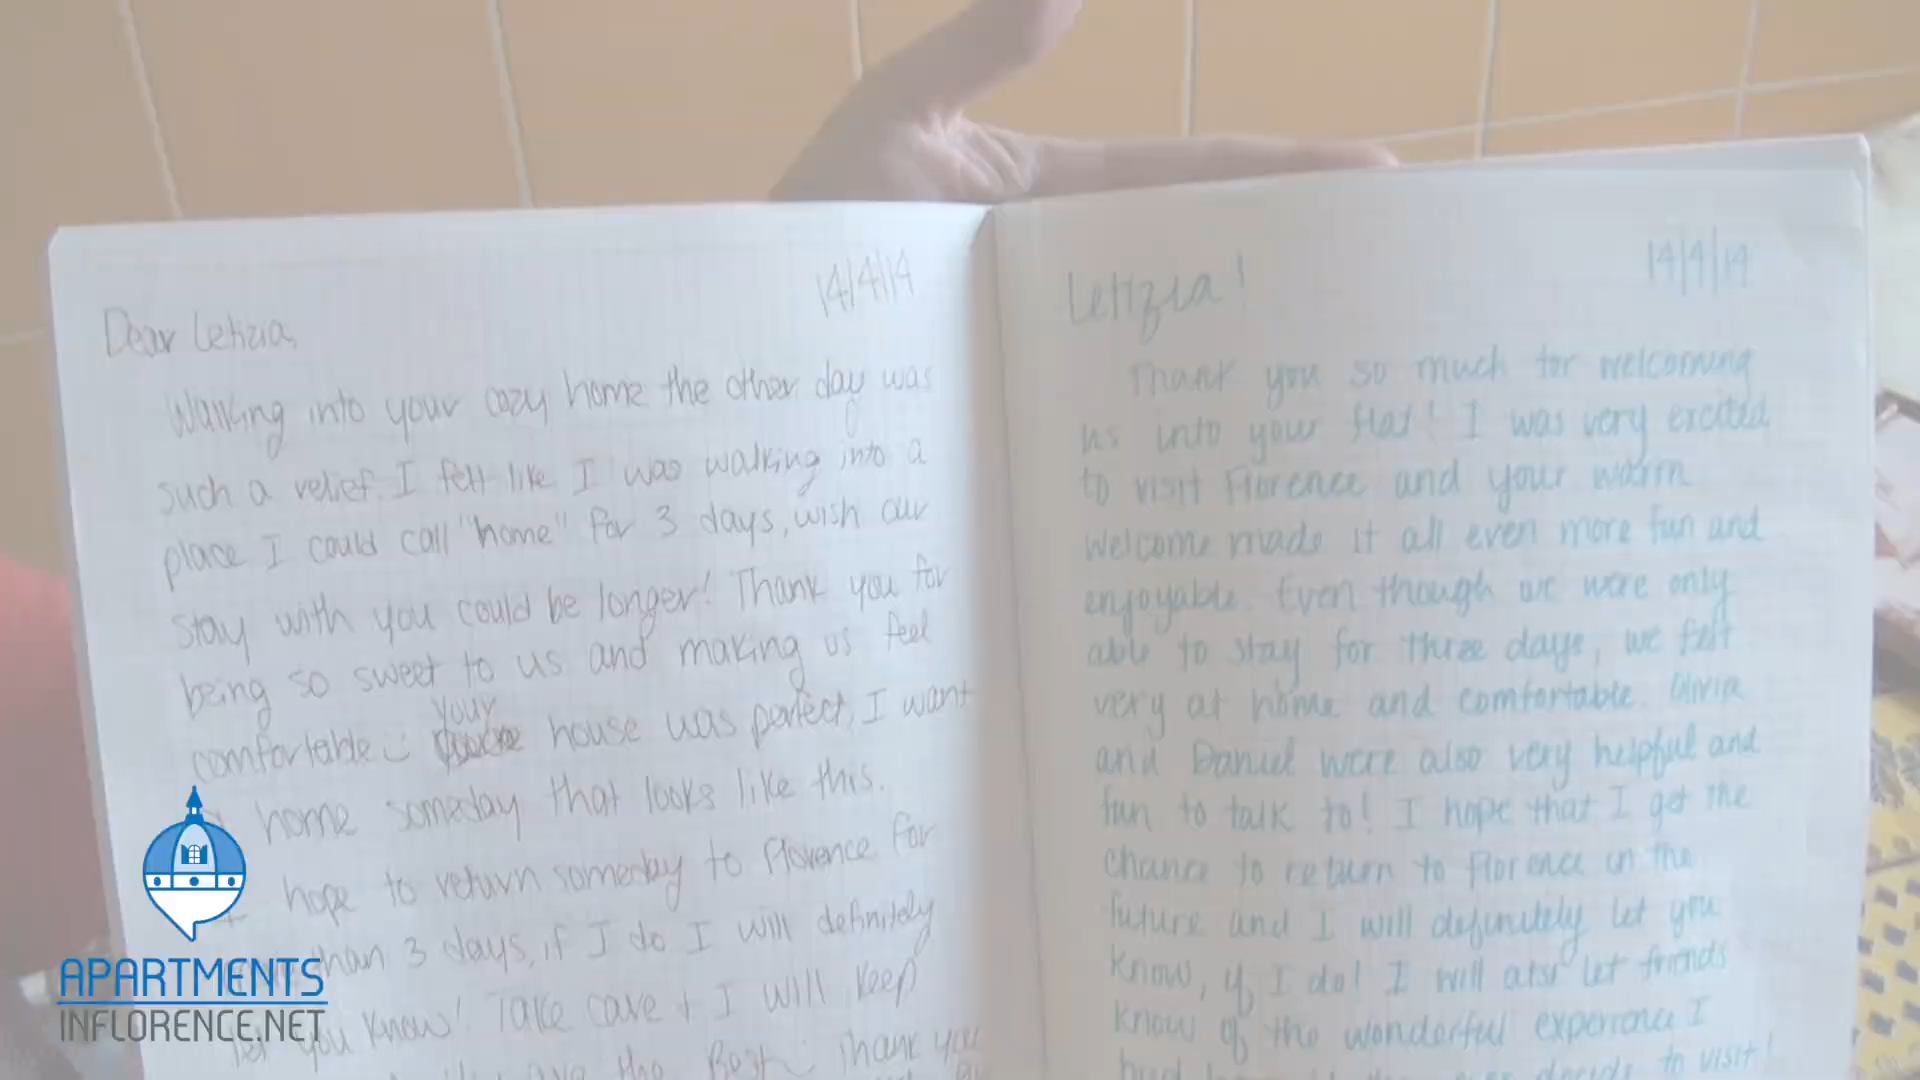 14/4/14
Dear Letizia,
Walking into your cozy home the other day was
such a relief. I felt like I was walking into a
place I could call "home" for 3 days, wish our
stay with you could be longer! Thank you for
being so sweet to us and making us feel
your
comfortable :) house was perfect, I want
home someday that looks like this.
hope to return someday to Florence for
than 3 days, if I do I will definitely
let you know! Take care + I will keep
the Best :) Thank you
14/4/14
Letizia!
Thank you so much for welcoming
us into your flat! I was very excited
to visit Florence and your warm
welcome made it all even more fun and
enjoyable. Even though we were only
able to stay for three days, we felt
very at home and comfortable. Olivia
and Daniel were also very helpful and
fun to talk to! I hope that I get the
chance to return to Florence in the
future and I will definitely let you
know, if I do! I will also let friends
know of the wonderful experience I
had decide to visit!
APARTMENTS
INFLORENCE.NET